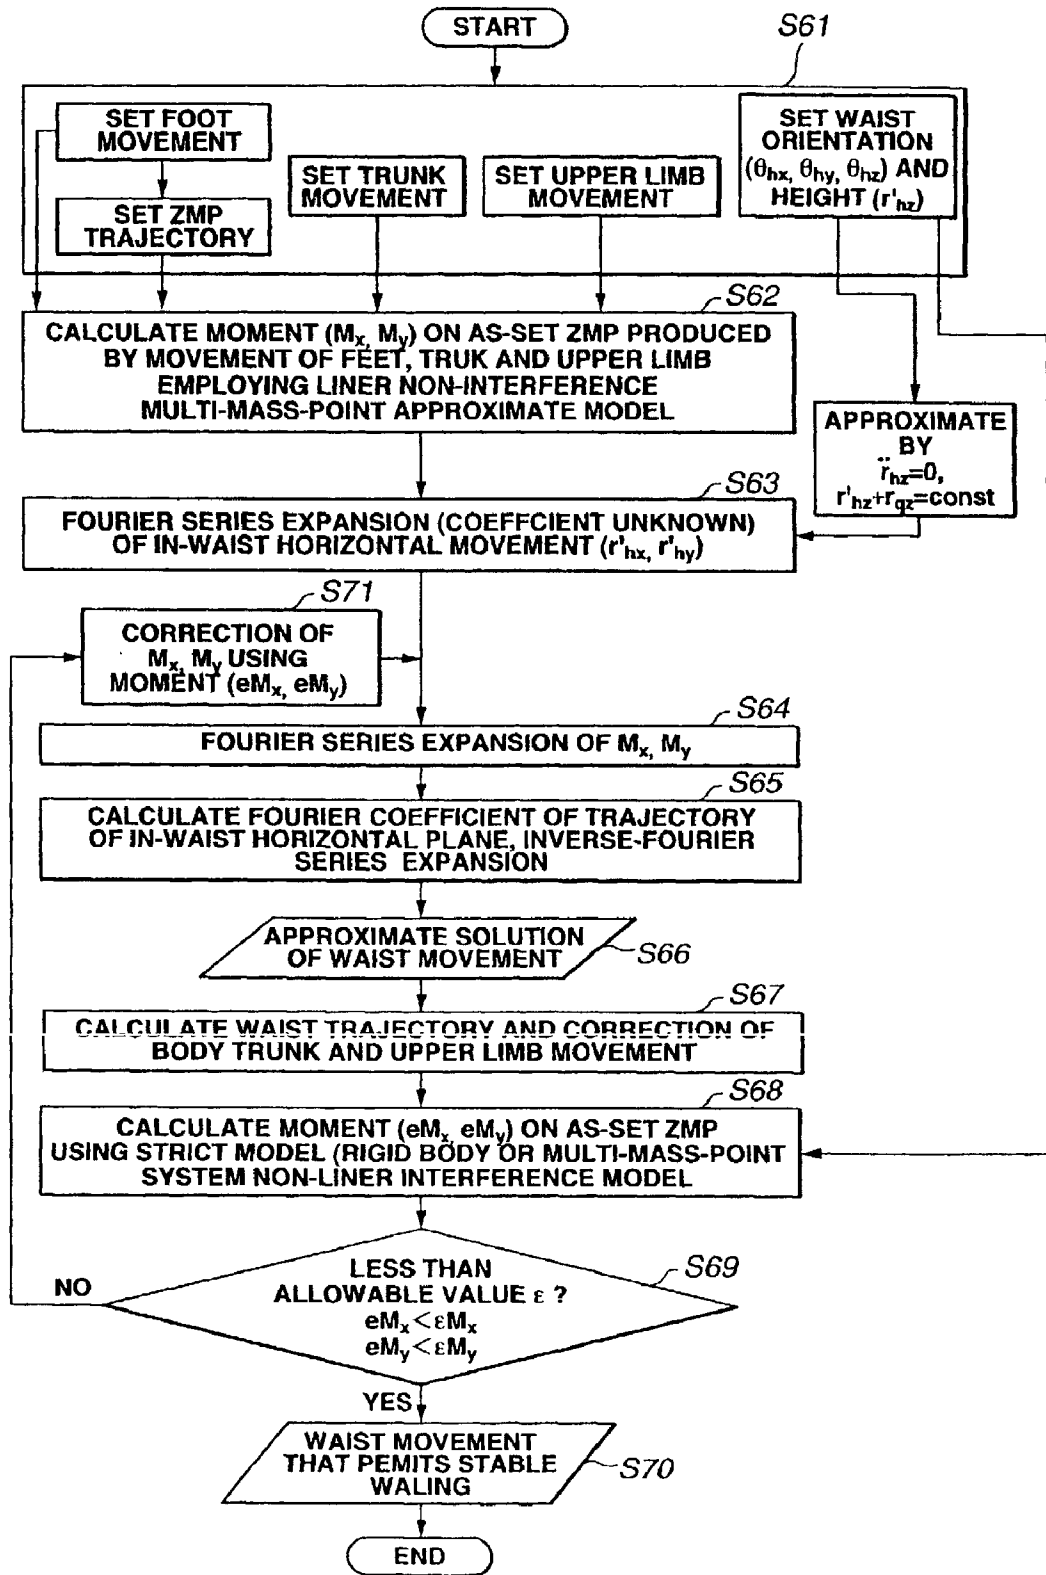 START
S61
SET FOOT
MOVEMENT
SET ZMP
TRAJECTORY
SET TRUNK
MOVEMENT
SET UPPER LIMB
MOVEMENT
SET WAIST
ORIENTATION
(θhx, θhy, θhz) AND
HEIGHT (r'hz)
S62
CALCULATE MOMENT (Mx, My) ON AS-SET ZMP PRODUCED
BY MOVEMENT OF FEET, TRUK AND UPPER LIMB
EMPLOYING LINER NON-INTERFERENCE
MULTI-MASS-POINT APPROXIMATE MODEL
APPROXIMATE
BY
r̈hz=0,
r'hz+rqz=const
S63
FOURIER SERIES EXPANSION (COEFFCIENT UNKNOWN)
OF IN-WAIST HORIZONTAL MOVEMENT (r'hx, r'hy)
S71
CORRECTION OF
Mx, My USING
MOMENT (eMx, eMy)
S64
FOURIER SERIES EXPANSION OF Mx, My
S65
CALCULATE FOURIER COEFFICIENT OF TRAJECTORY
OF IN-WAIST HORIZONTAL PLANE, INVERSE-FOURIER
SERIES EXPANSION
APPROXIMATE SOLUTION
OF WAIST MOVEMENT
S66
S67
CALCULATE WAIST TRAJECTORY AND CORRECTION OF
BODY TRUNK AND UPPER LIMB MOVEMENT
S68
CALCULATE MOMENT (eMx, eMy) ON AS-SET ZMP
USING STRICT MODEL (RIGID BODY OR MULTI-MASS-POINT
SYSTEM NON-LINER INTERFERENCE MODEL
S69
LESS THAN
ALLOWABLE VALUE ε ?
eMx<εMx
eMy<εMy
NO
YES
WAIST MOVEMENT
THAT PEMITS STABLE
WALING
S70
END